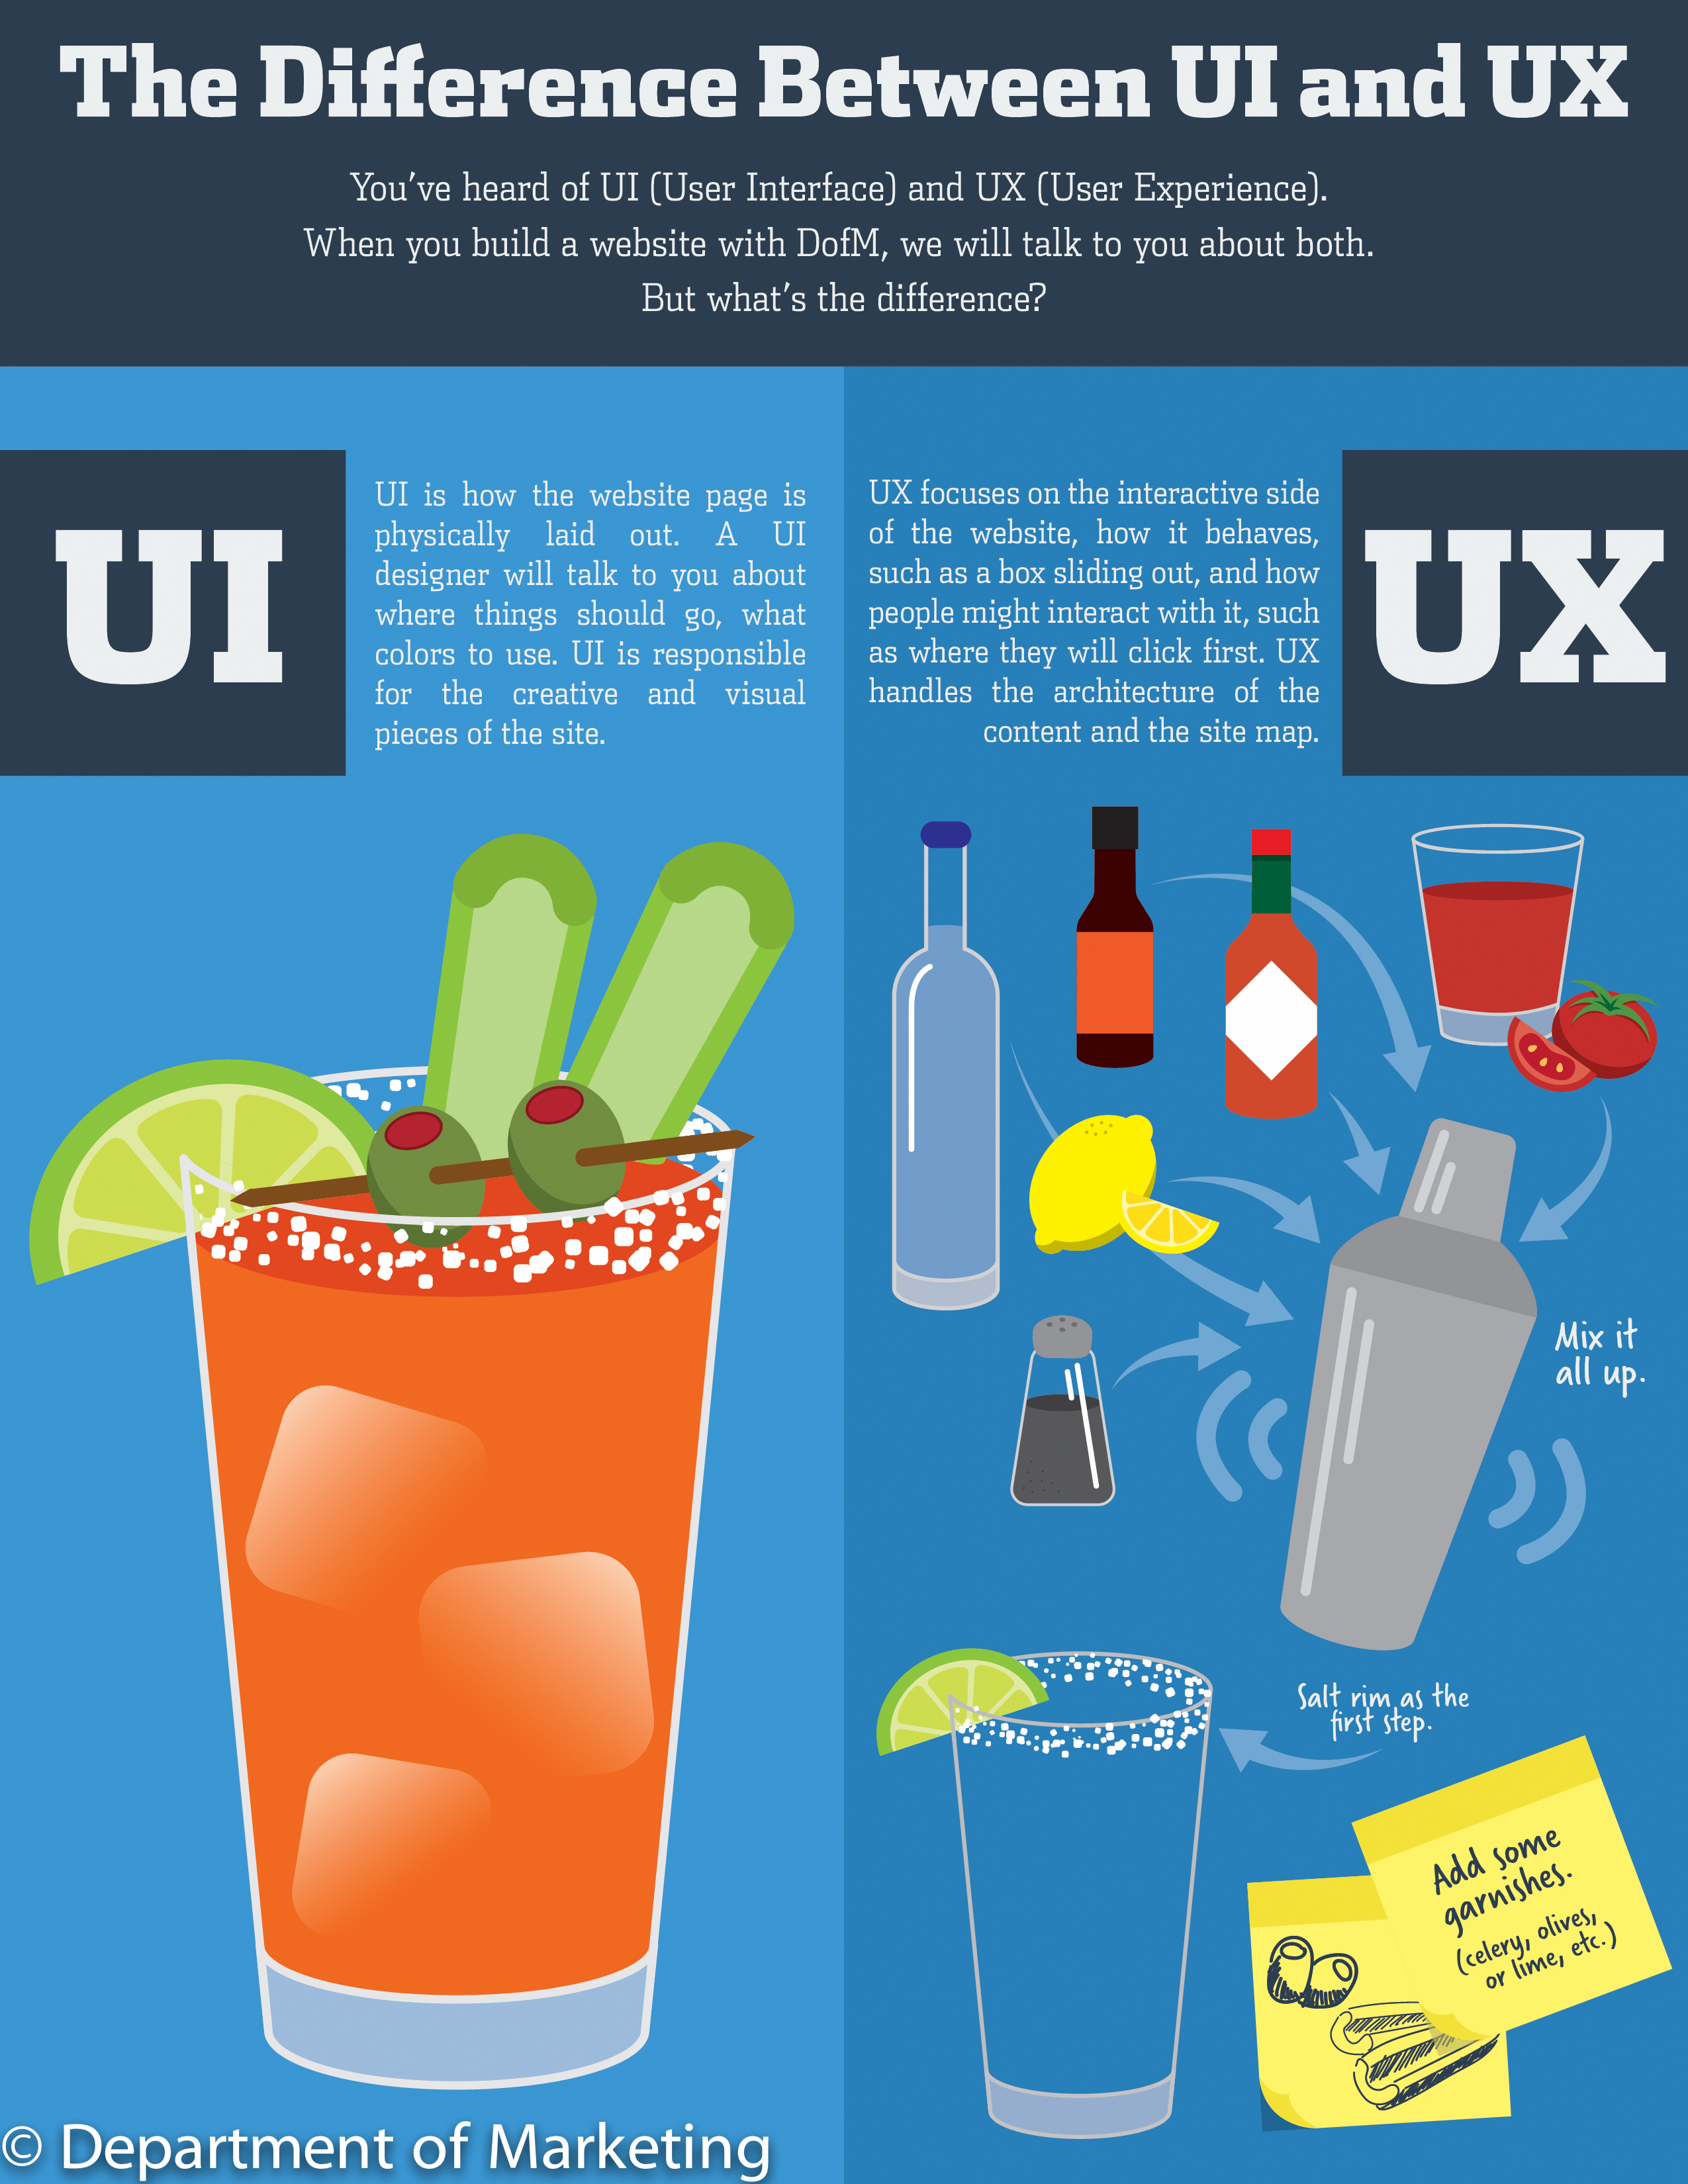 The Difference Between UI and UX
You've heard of UI (User Interface) and UX (User Experience).
When you build a website with DofM, we will talk to you about both.
But what's the difference?
UI
UI is how the website page is
physically laid out. A UI
designer will talk to you about
where things should go, what
colors to use. UI is responsible
for the creative and visual
pieces of the site.
UX focuses on the interactive side
of the website, how it behaves,
such as a box sliding out, and how
people might interact with it, such
as where they will click first. UX
handles the architecture of the
content and the site map.
UX
Mix it
all up.
Salt rim as the
first step.
Add some
garnishes.
(celery, olives,
or lime, etc.)
© Department of Marketing